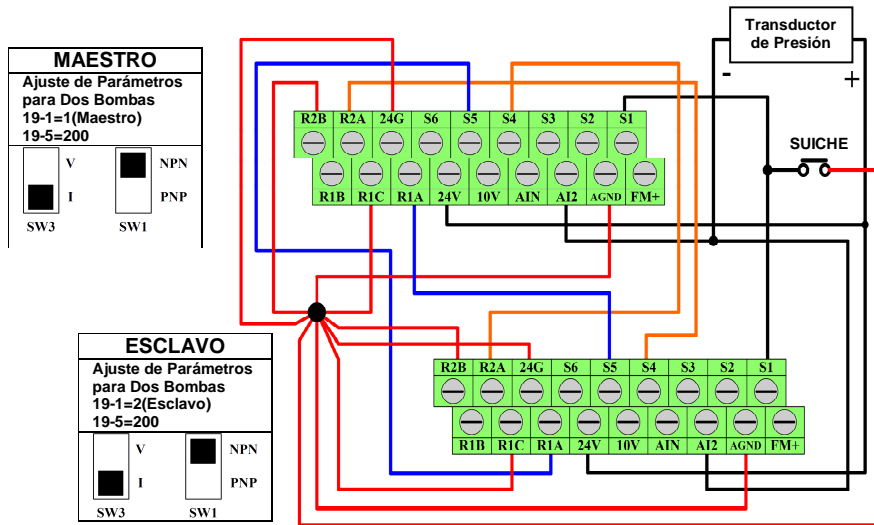 MAESTRO
Ajuste de Parámetros
para Dos Bombas
19-1=1(Maestro)
19-5=200
V
I
SW3
NPN
PNP
SW1
Transductor
de Presión
- +
SUICHE
R2B R2A 24G S6 S5 S4 S3 S2 S1
R1B R1C R1A 24V 10V AIN AI2 AGND FM+
ESCLAVO
Ajuste de Parámetros
para Dos Bombas
19-1=2(Esclavo)
19-5=200
V
I
SW3
NPN
PNP
SW1
R2B R2A 24G S6 S5 S4 S3 S2 S1
R1B R1C R1A 24V 10V AIN AI2 AGND FM+